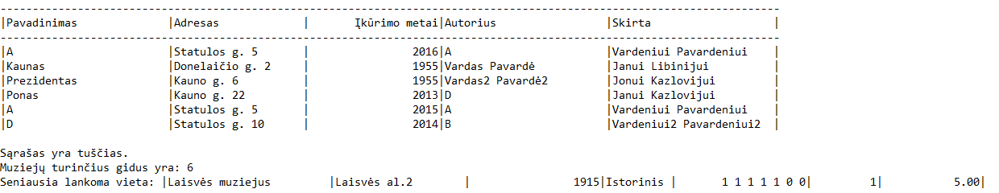 -------------------------------------------------------------------------------------------------------------------------
|Pavadinimas              |Adresas             |       Įkūrimo metai|Autorius                 |Skirta                   |
-------------------------------------------------------------------------------------------------------------------------
|A                        |Statulos g. 5       |                2016|A                        |Vardeniui Pavardeniui    |
|Kaunas                   |Donelaičio g. 2     |                1955|Vardas Pavardė           |Janui Libinijui          |
|Prezidentas              |Kauno g. 6          |                1955|Vardas2 Pavardė2         |Jonui Kazlovijui         |
|Ponas                    |Kauno g. 22         |                2013|D                        |Janui Kazlovijui         |
|A                        |Statulos g. 5       |                2015|A                        |Vardeniui Pavardeniui    |
|D                        |Statulos g. 10      |                2014|B                        |Vardeniui2 Pavardeniui2  |
Sąrašas yra tuščias.
Muziejų turinčius gidus yra: 6
Seniausia lankoma vieta: |Laisvės muziejus         |Laisvės al.2        |                1915|Istorinis |       1 1 1 1 1 0 0|         1|           5.00|